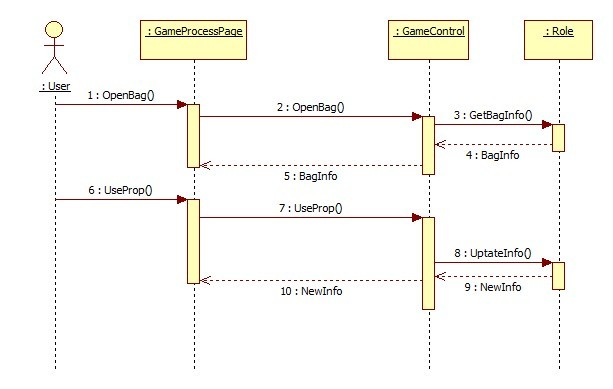 : GameProcessPage
: GameControl
: Role
: User
1 : OpenBag()
2 : OpenBag()
3 : GetBagInfo()
4 : BagInfo
5 : BagInfo
6 : UseProp()
7 : UseProp()
8 : UptateInfo()
9 : NewInfo
10 : NewInfo